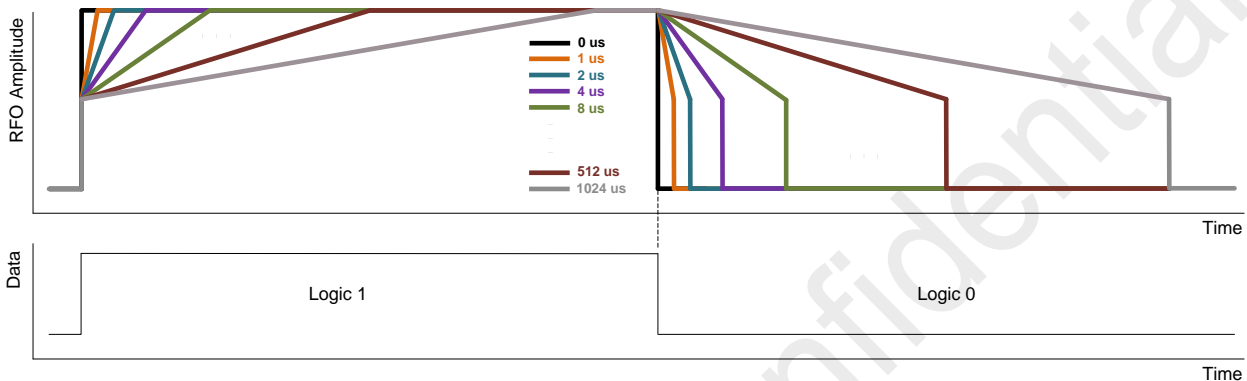 RFO Amplitude
0 us
1 us
2 us
4 us
8 us
512 us
1024 us
Time
Data
Logic 1
Logic 0
Time